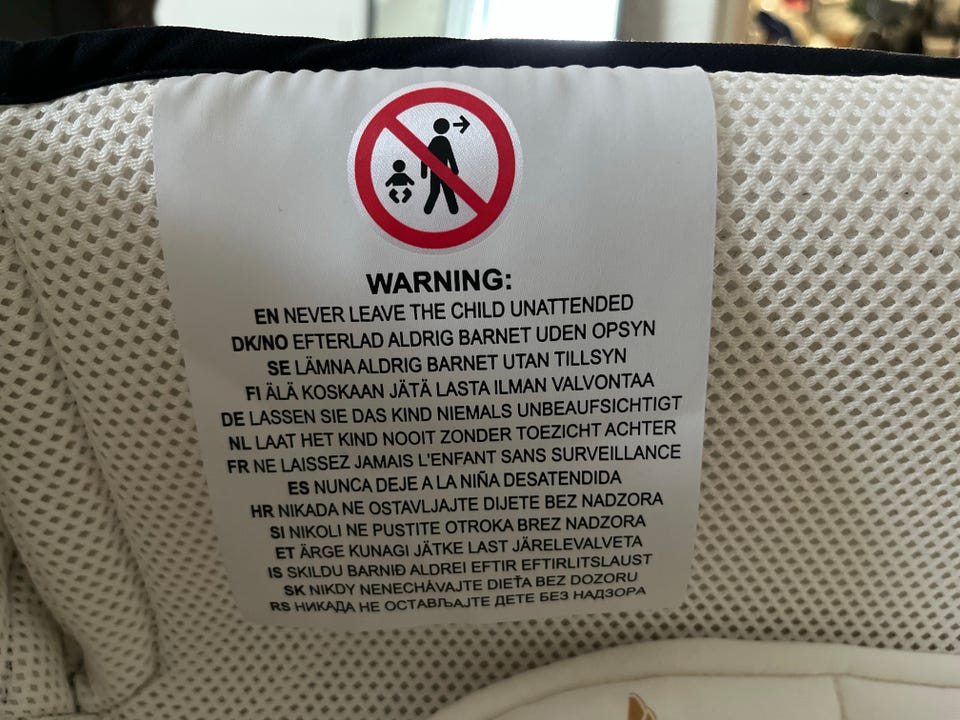 WARNING:
EN NEVER LEAVE THE CHILD UNATTENDED
DK/NO EFTERLAD ALDRIG BARNET UDEN OPSYN
SE LÄMNA ALDRIG BARNET UTAN TILLSYN
FI ÄLÄ KOSKAAN JÄTÄ LASTA ILMAN VALVONTAA
DE LASSEN SIE DAS KIND NIEMALS UNBEAUFSICHTIGT
NL LAAT HET KIND NOOIT ZONDER TOEZICHT ACHTER
FR NE LAISSEZ JAMAIS L'ENFANT SANS SURVEILLANCE
ES NUNCA DEJE A LA NIÑA DESATENDIDA
HR NIKADA NE OSTAVLJAJTE DIJETE BEZ NADZORA
SI NIKOLI NE PUSTITE OTROKA BREZ NADZORA
ET ÄRGE KUNAGI JÄTKE LAST JÄRELEVALVETA
IS SKILDU BARNIÐ ALDREI EFTIR EFTIRLITSLAUST
SK NIKDY NENECHÁVAJTE DIEŤA BEZ DOZORU
RS НИКАДА НЕ ОСТАВЉАЈТЕ ДЕТЕ БЕЗ НАДЗОРА